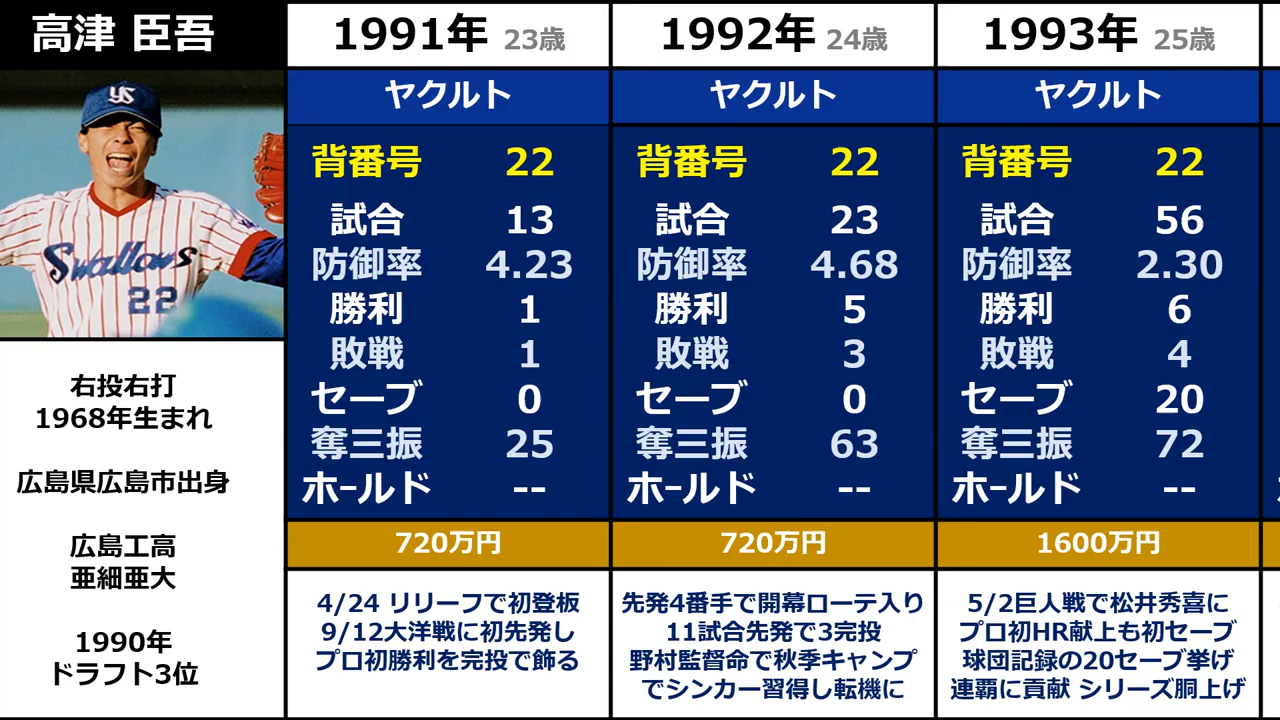 高津 臣吾
YS
Swallows
22
右投右打
1968年生まれ
広島県広島市出身
広島工高
亜細亜大
1990年
ドラフト3位
1991年 23歳
ヤクルト
背番号 22
試合 13
防御率 4.23
勝利 1
敗戦 1
セーブ 0
奪三振 25
ホールド --
720万円
4/24 リリーフで初登板
9/12大洋戦に初先発し
プロ初勝利を完投で飾る
1992年 24歳
ヤクルト
背番号 22
試合 23
防御率 4.68
勝利 5
敗戦 3
セーブ 0
奪三振 63
ホールド --
720万円
先発4番手で開幕ローテ入り
11試合先発で3完投
野村監督命で秋季キャンプ
でシンカー習得し転機に
1993年 25歳
ヤクルト
背番号 22
試合 56
防御率 2.30
勝利 6
敗戦 4
セーブ 20
奪三振 72
ホールド --
1600万円
5/2巨人戦で松井秀喜に
プロ初HR献上も初セーブ
球団記録の20セーブ挙げ
連覇に貢献 シリーズ胴上げ